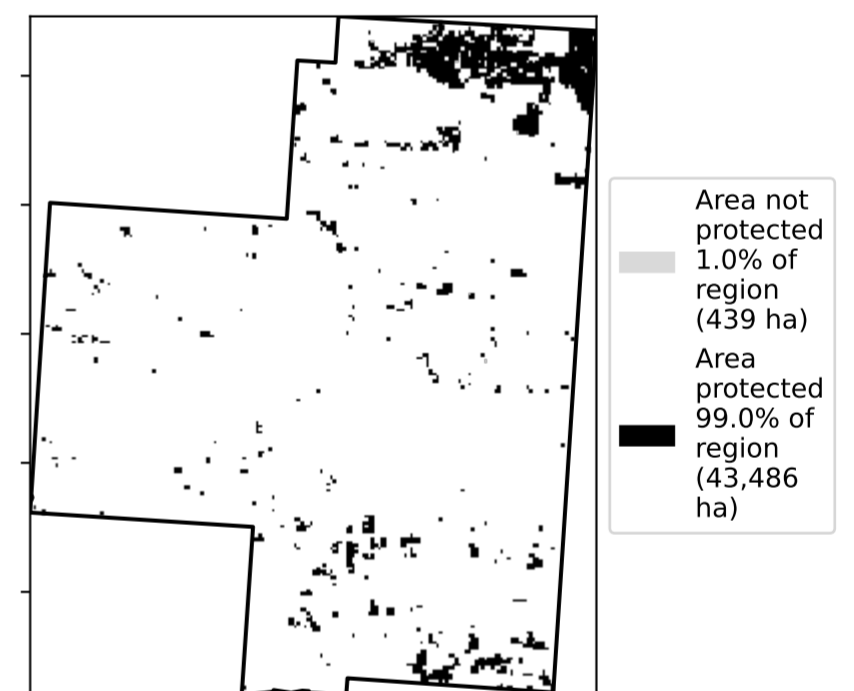 Area not
protected
1.0% of
region
(439 ha)
Area
protected
99.0% of
region
(43,486
ha)